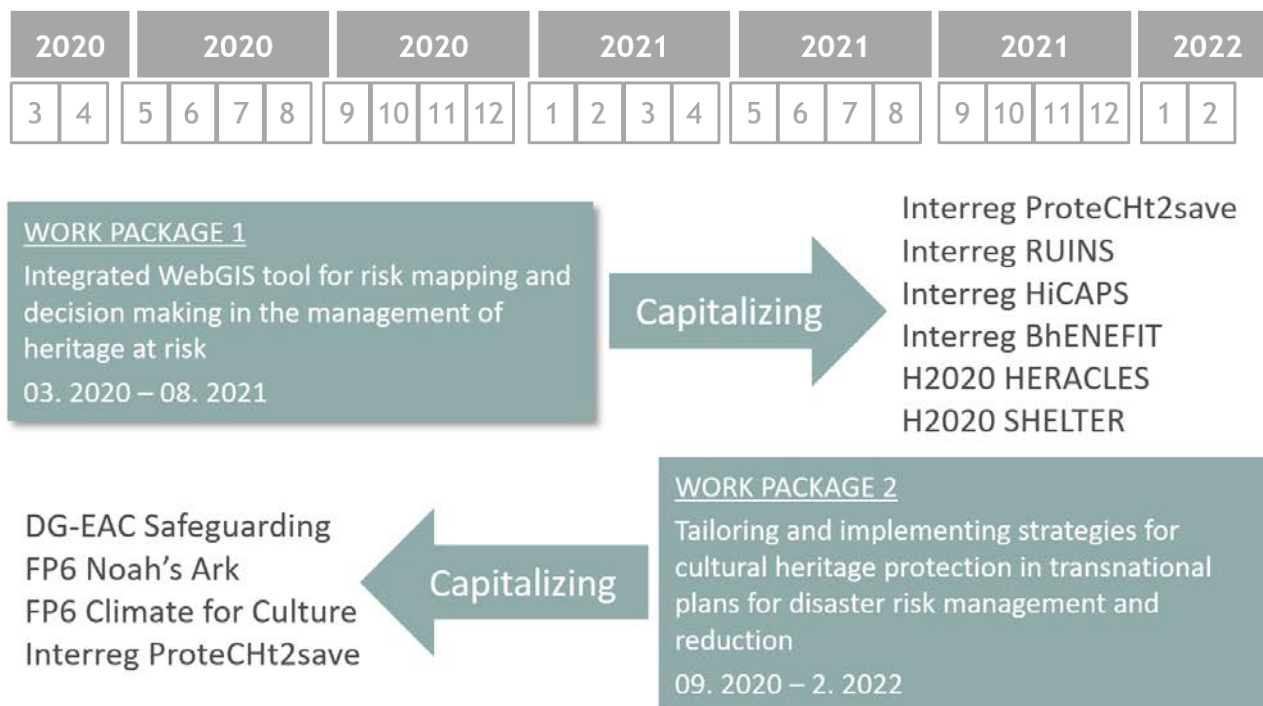 2020 2020 2020 2021 2021 2021 2022
3 4 5 6 7 8 9 10 11 12 1 2 3 4 5 6 7 8 9 10 11 12 1 2
WORK PACKAGE 1
Integrated WebGIS tool for risk mapping and
decision making in the management of
heritage at risk
03. 2020 – 08. 2021
Capitalizing
Interreg ProteCHt2save
Interreg RUINS
Interreg HiCAPS
Interreg BhENEFIT
H2020 HERACLES
H2020 SHELTER
DG-EAC Safeguarding
FP6 Noah’s Ark
FP6 Climate for Culture
Interreg ProteCHt2save
Capitalizing
WORK PACKAGE 2
Tailoring and implementing strategies for
cultural heritage protection in transnational
plans for disaster risk management and
reduction
09. 2020 – 2. 2022